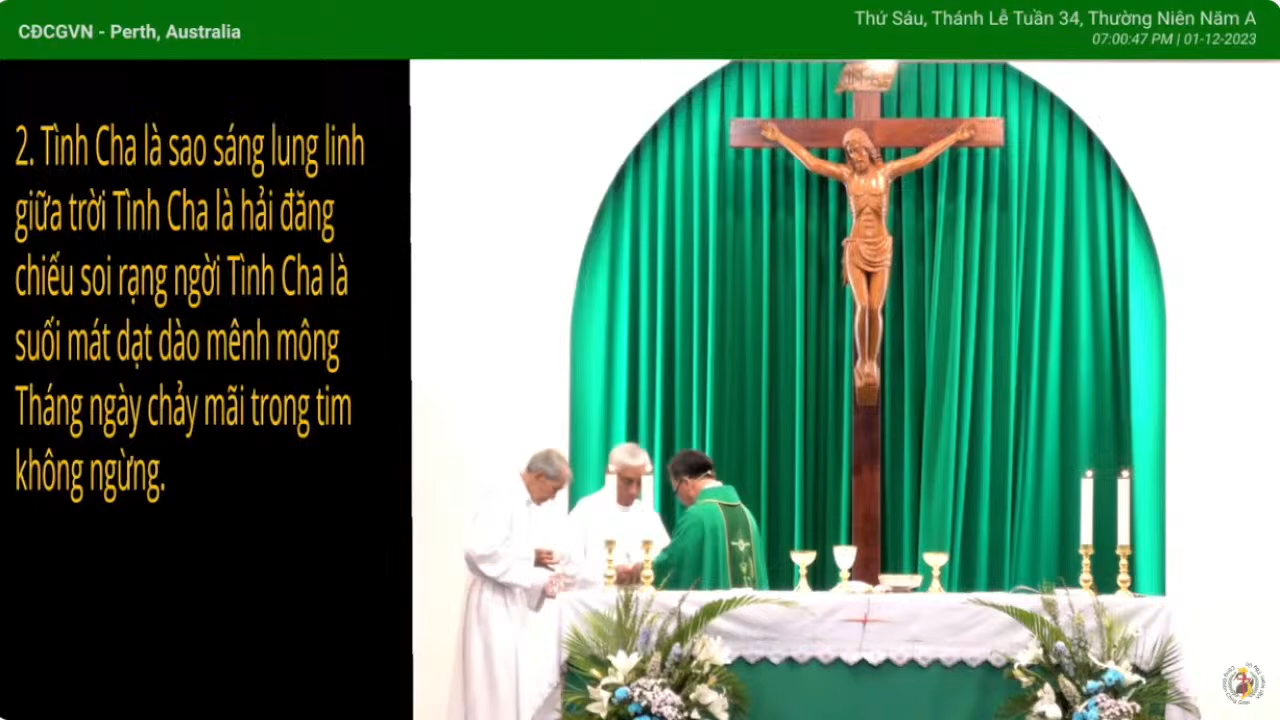 CĐCGVN - Perth, Australia
Thứ Sáu, Thánh Lễ Tuần 34, Thường Niên Năm A
07:00:47 PM | 01-12-2023
2. Tình Cha là sao sáng lung linh
giữa trời Tình Cha là hải đăng
chiếu soi rạng ngời Tình Cha là
suối mát dạt dào mênh mông
Tháng ngày chảy mãi trong tim
không ngừng.